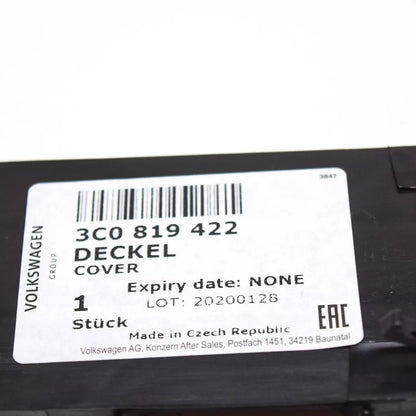 3847
VOLKSWAGEN
GROUP
3C0 819 422
DECKEL
COVER
Expiry date: NONE
1 LOT: 20200128
Stück
EAC
Made in Czech Republic
Volkswagen AG, Konzern After Sales, Postfach 1451, 34219 Baunatal